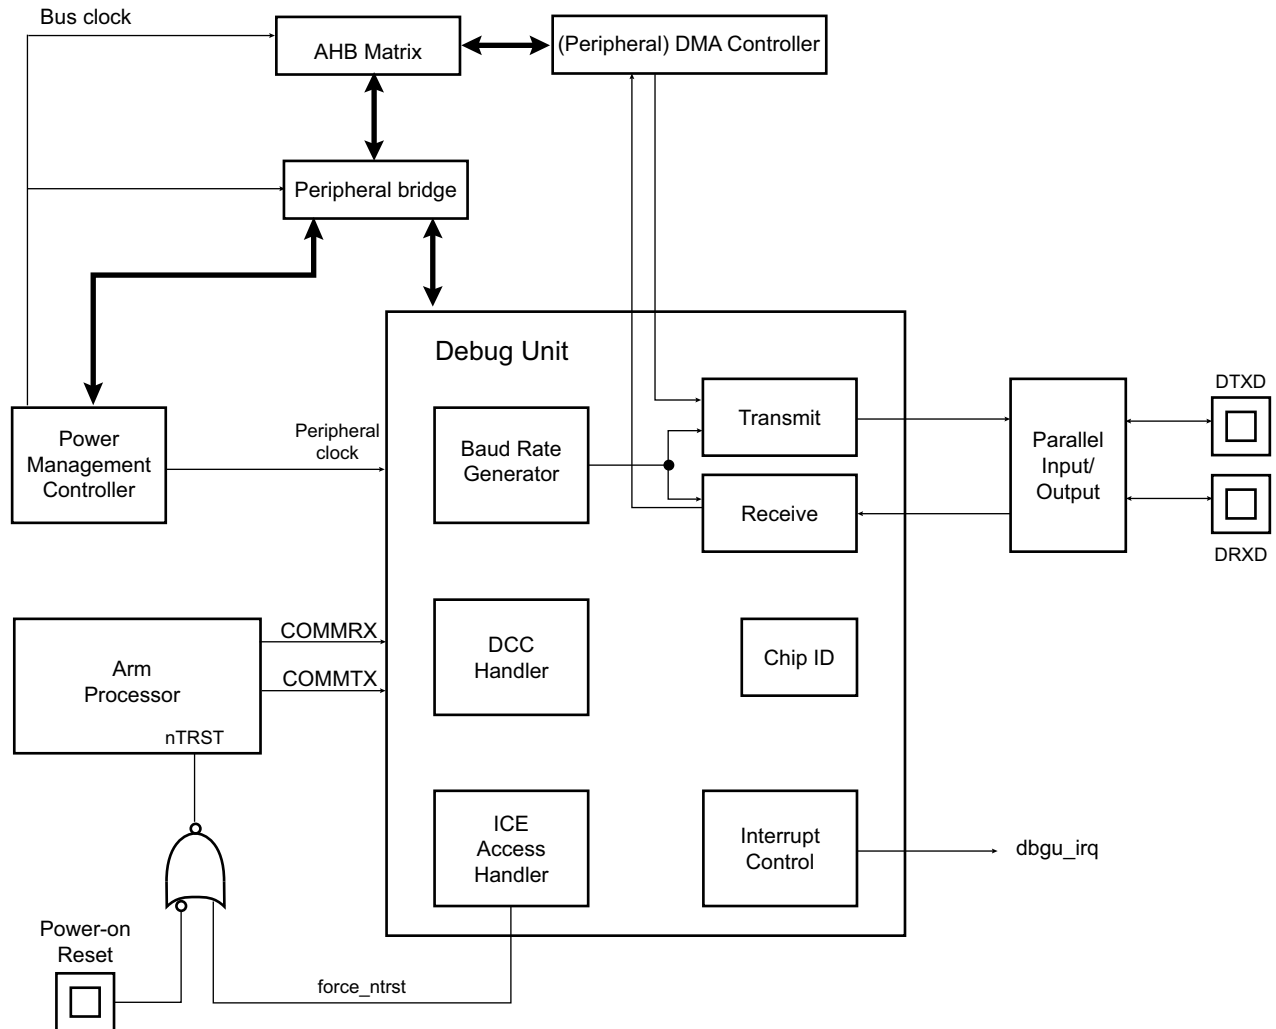 Bus clock
AHB Matrix
(Peripheral) DMA Controller
Peripheral bridge
Debug Unit
Power
Management
Controller
Peripheral
clock
Baud Rate
Generator
Transmit
Receive
Parallel
Input/
Output
DTXD
DRXD
Arm
Processor
nTRST
COMMRX
COMMTX
DCC
Handler
Chip ID
ICE
Access
Handler
Interrupt
Control
dbgu_irq
Power-on
Reset
force_ntrst